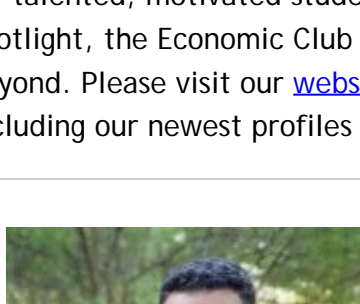 talented, motivated stude
otlight, the Economic Club
yond. Please visit our webs
cluding our newest profiles